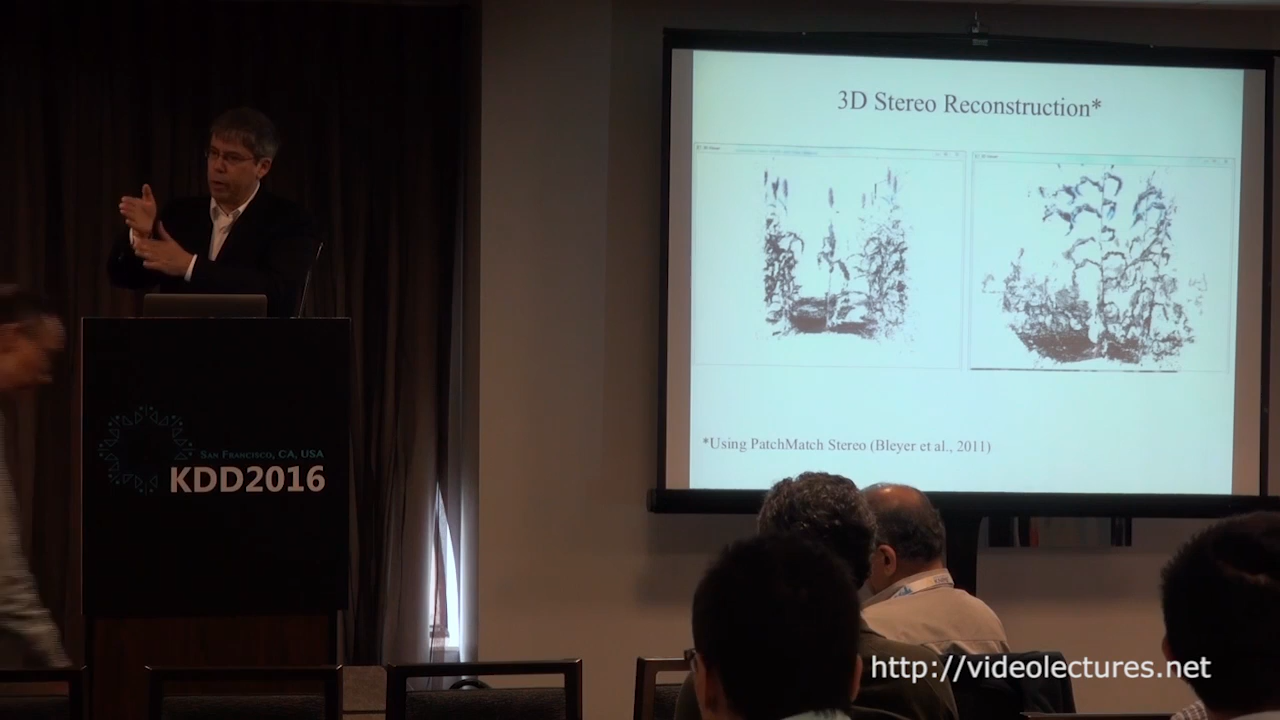 3D Stereo Reconstruction*
*Using PatchMatch Stereo (Bleyer et al., 2011)
SAN FRANCISCO, CA, USA
KDD2016
http://videolectures.net